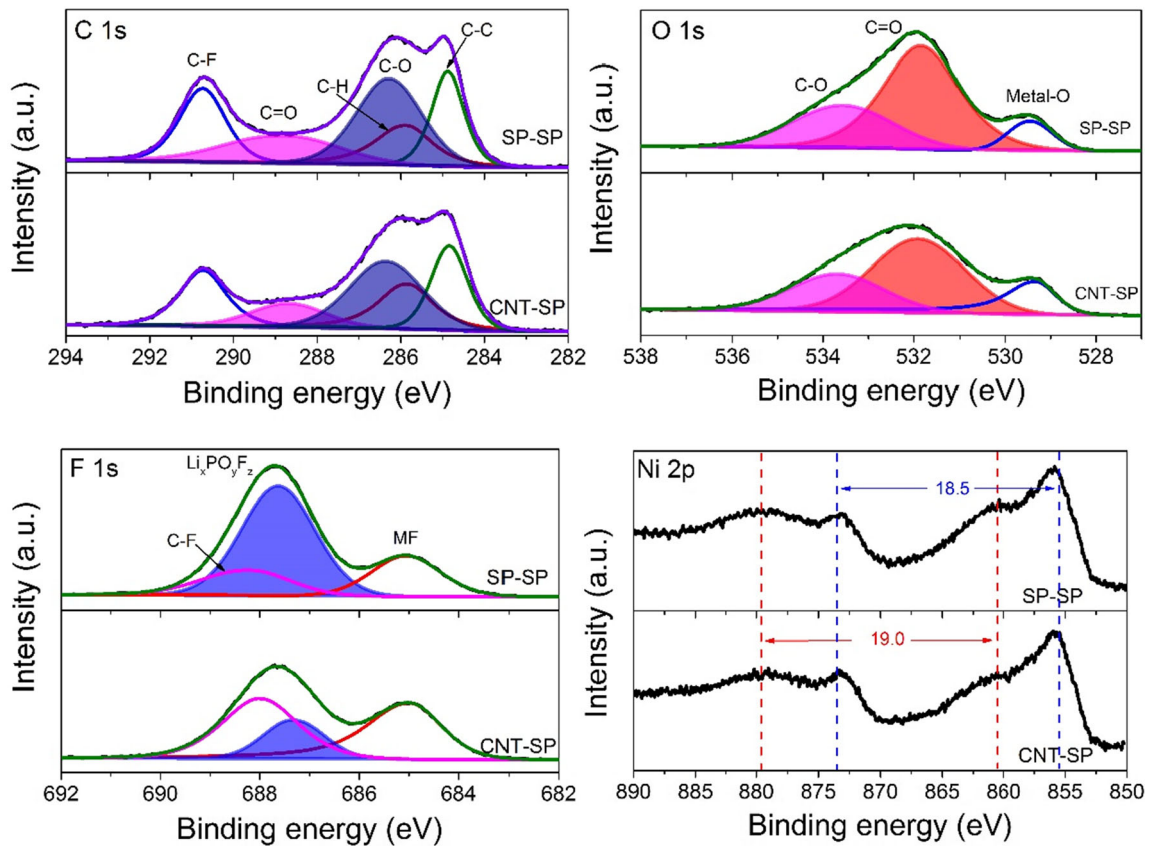 C 1s
C-F
C=O
C-H
C-O
C-C
SP-SP
CNT-SP
Intensity (a.u.)
294 292 290 288 286 284 282
Binding energy (eV)
O 1s
C=O
C-O
Metal-O
SP-SP
CNT-SP
Intensity (a.u.)
538 536 534 532 530 528
Binding energy (eV)
F 1s
LiₓPOᵧF_z
C-F
MF
SP-SP
CNT-SP
Intensity (a.u.)
692 690 688 686 684 682
Binding energy (eV)
Ni 2p
18.5
SP-SP
19.0
CNT-SP
Intensity (a.u.)
890 885 880 875 870 865 860 855 850
Binding energy (eV)